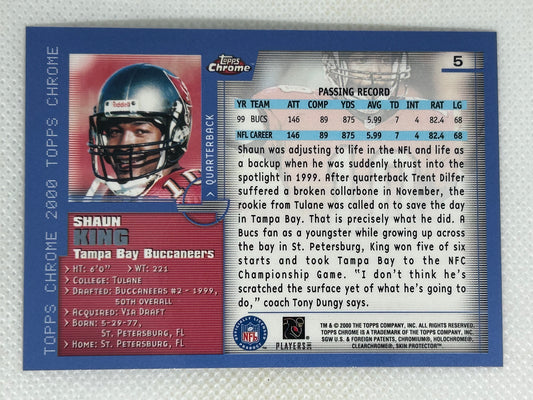 TOPPS CHROME 2000 TOPPS CHROME
Riddell
QUARTERBACK
SHAUN
KING
Tampa Bay Buccaneers
> HT: 6'0" > WT: 221
> COLLEGE: TULANE
> DRAFTED: BUCCANEERS #2 - 1999,
50TH OVERALL
> ACQUIRED: VIA DRAFT
> BORN: 5-29-77,
ST. PETERSBURG, FL
> HOME: ST. PETERSBURG, FL
TOPPS
Chrome
5
PASSING RECORD
YR TEAM ATT COMP YDS AVG TD INT RAT LG
99 BUCS 146 89 875 5.99 7 4 82.4 68
NFL CAREER 146 89 875 5.99 7 4 82.4 68
Shaun was adjusting to life in the NFL and life as
a backup when he was suddenly thrust into the
spotlight in 1999. After quarterback Trent Dilfer
suffered a broken collarbone in November, the
rookie from Tulane was called on to save the day
in Tampa Bay. That is precisely what he did. A
Bucs fan as a youngster while growing up across
the bay in St. Petersburg, King won five of six
starts and took Tampa Bay to the NFC
Championship Game. "I don't think he's
scratched the surface yet of what he's going to
do," coach Tony Dungy says.
NFL
PLAYERS INC
TM & © 2000 THE TOPPS COMPANY, INC. ALL RIGHTS RESERVED.
TOPPS CHROME IS A TRADEMARK OF THE TOPPS COMPANY, INC.
SGW U.S. & FOREIGN PATENTS, CHROMIUM®, HOLOCHROME®,
CLEARCHROME®, SKIN PROTECTOR™